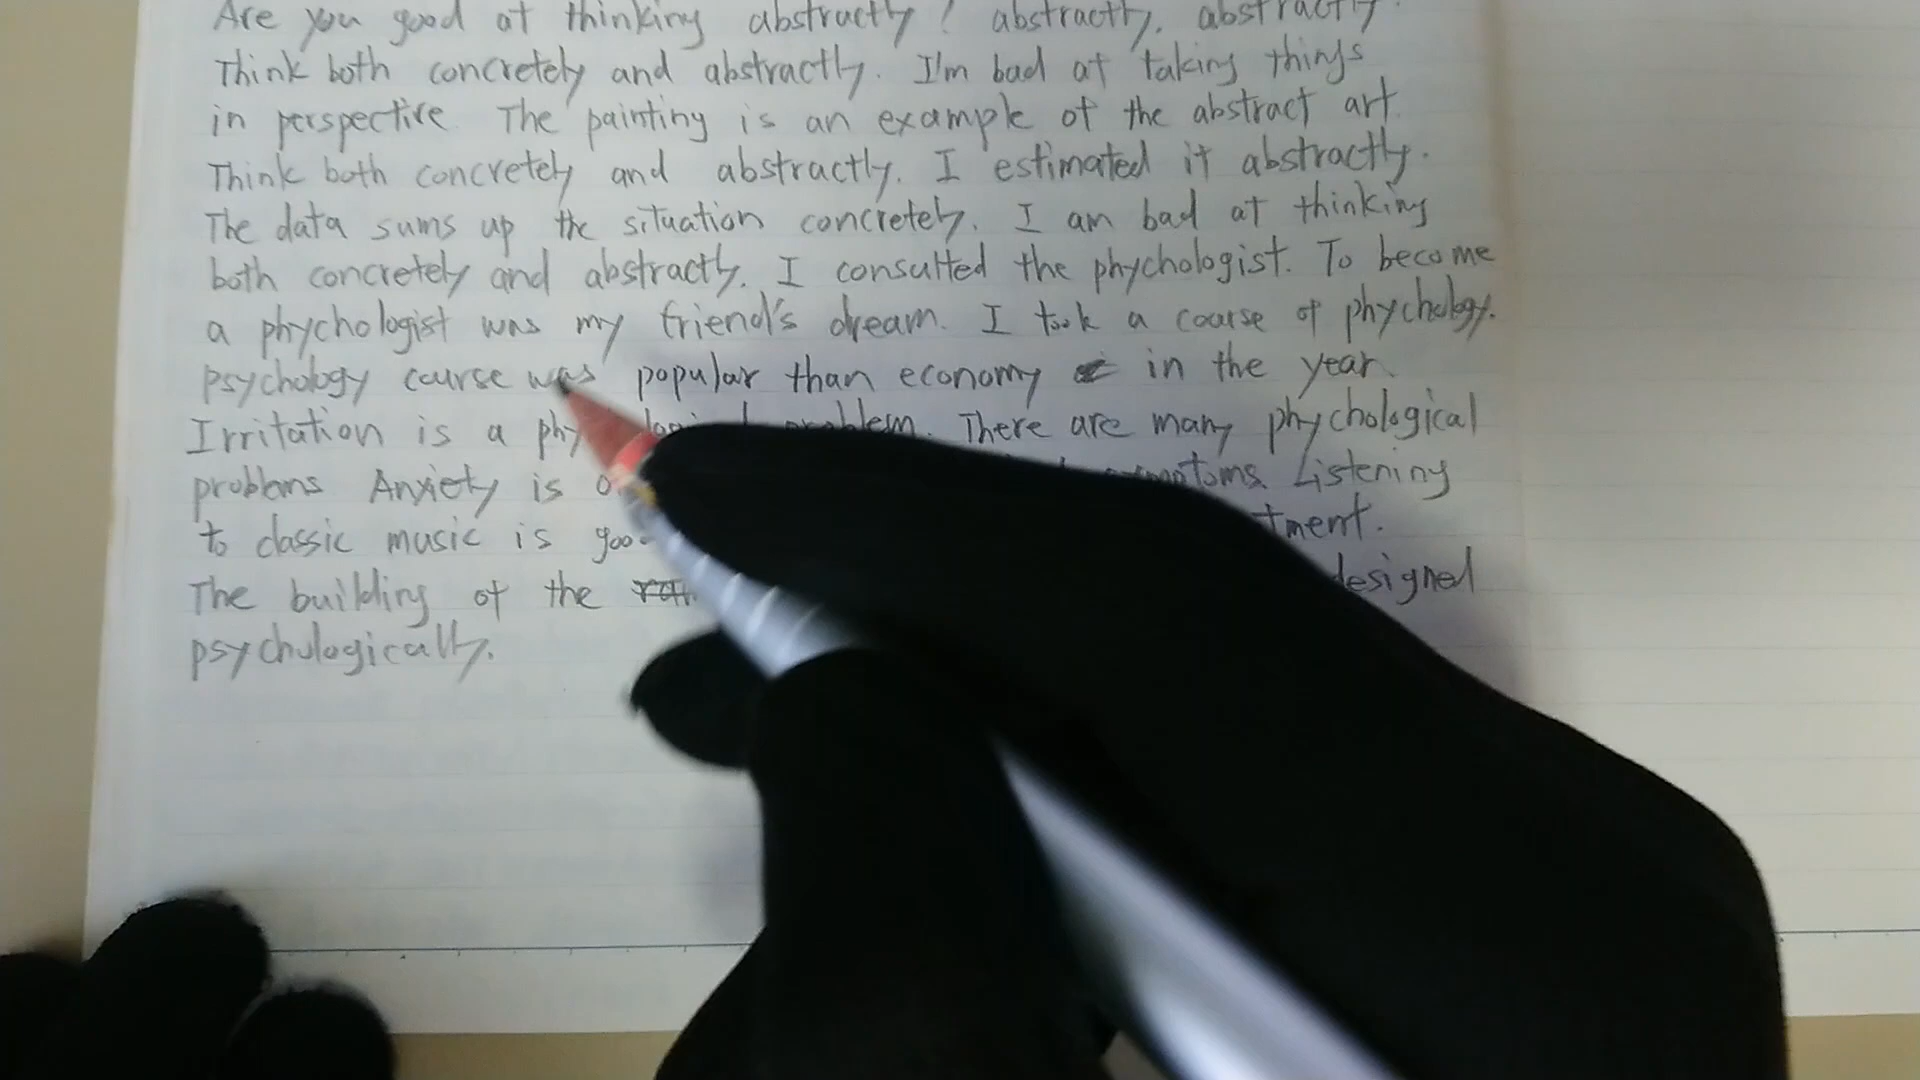 Are you good at thinking abstractly? abstractly, abstractly
Think both concretely and abstractly. I'm bad at taking things
in perspective The painting is an example of the abstract art.
Think both concretely and abstractly. I estimated it abstractly.
The data sums up the situation concretely. I am bad at thinking
both concretely and abstractly. I consulted the phychologist. To become
a phychologist was my friend's dream. I took a course of phychology.
psychology course was popular than economy in the year.
Irritation is a problem. There are many phychological
problems Anxiety is Listening
to classic music is
The building of the designed
psychologically.